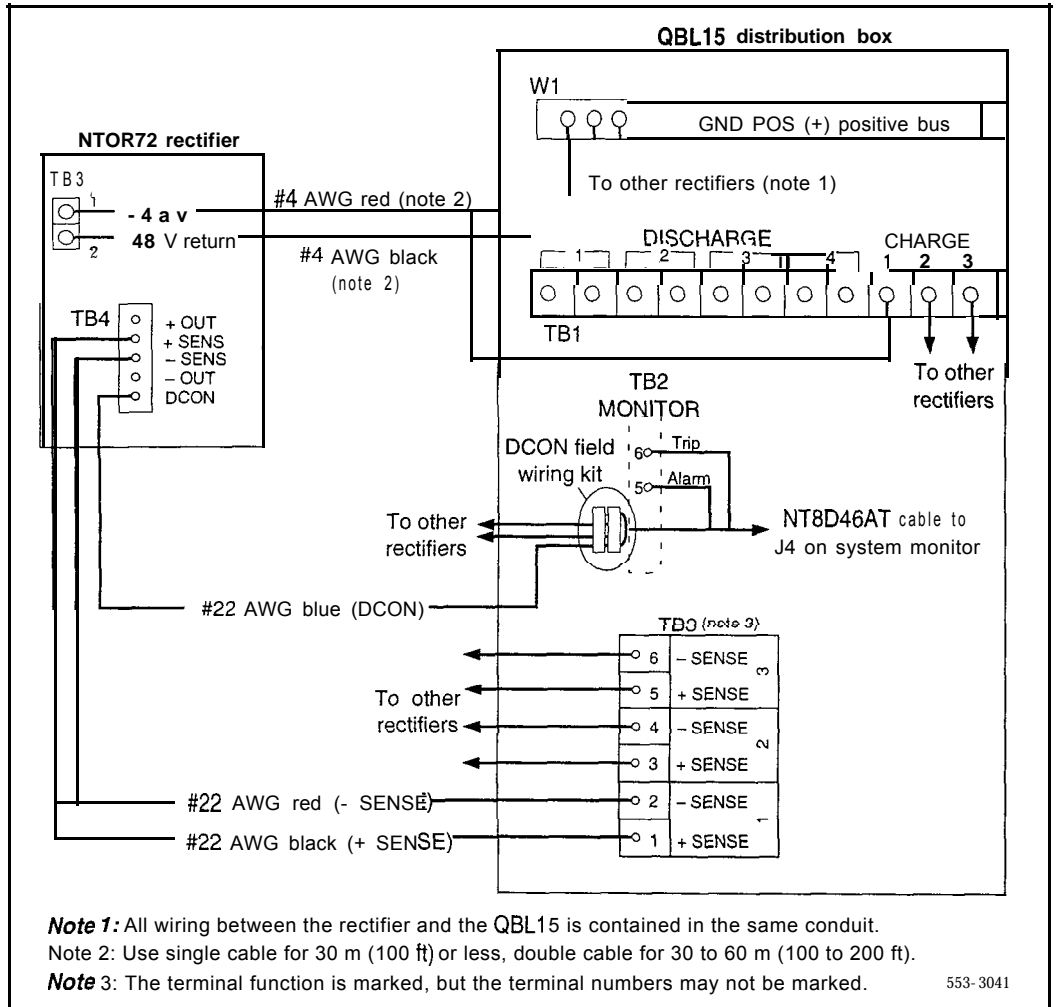 QBL15 distribution box
W1
GND POS (+) positive bus
To other rectifiers (note 1)
NTOR72 rectifier
TB3
1
- 4 a v
2
48 V return
#4 AWG red (note 2)
#4 AWG black
(note 2)
DISCHARGE
1 2 3 4
CHARGE
1 2 3
TB1
To other
rectifiers
TB4
+ OUT
+ SENS
– SENS
– OUT
DCON
TB2
MONITOR
DCON field
wiring kit
6 Trip
5 Alarm
To other
rectifiers
NT8D46AT cable to
J4 on system monitor
#22 AWG blue (DCON)
(note 3)
6 – SENSE
5 + SENSE
3
4 – SENSE
3 + SENSE
2
2 – SENSE
1 + SENSE
1
To other
rectifiers
#22 AWG red (- SENSE)
#22 AWG black (+ SENSE)
Note 1: All wiring between the rectifier and the QBL15 is contained in the same conduit.
Note 2: Use single cable for 30 m (100 ft) or less, double cable for 30 to 60 m (100 to 200 ft).
Note 3: The terminal function is marked, but the terminal numbers may not be marked.
553-3041